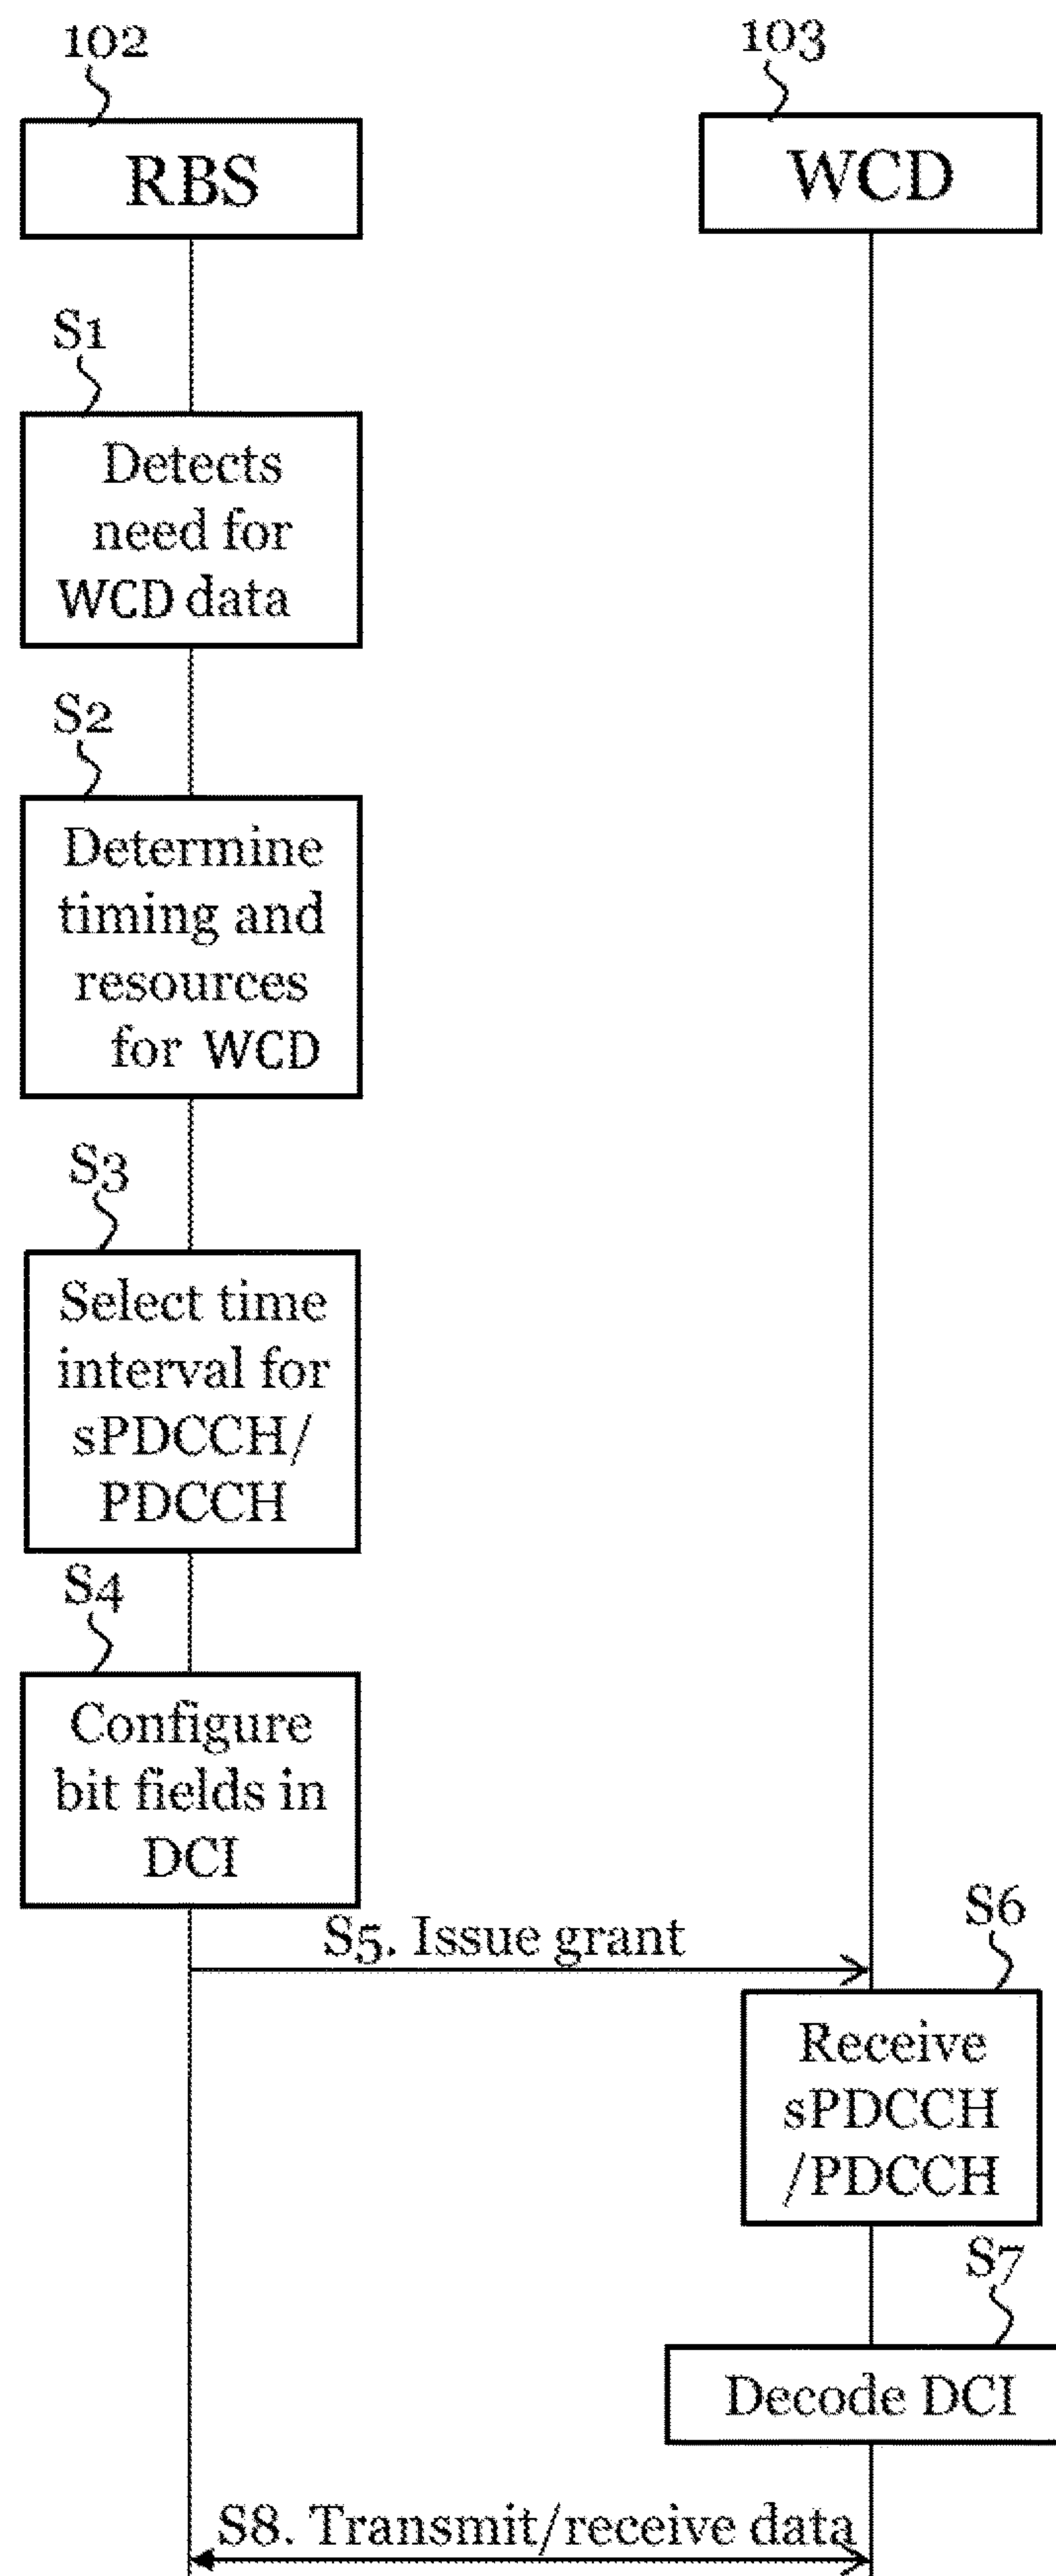 102
103
RBS
WCD
S1
Detects
need for
WCD data
S2
Determine
timing and
resources
for WCD
S3
Select time
interval for
sPDCCH/
PDCCH
S4
Configure
bit fields in
DCI
S5. Issue grant
S6
Receive
sPDCCH
/PDCCH
S7
Decode DCI
S8. Transmit/receive data